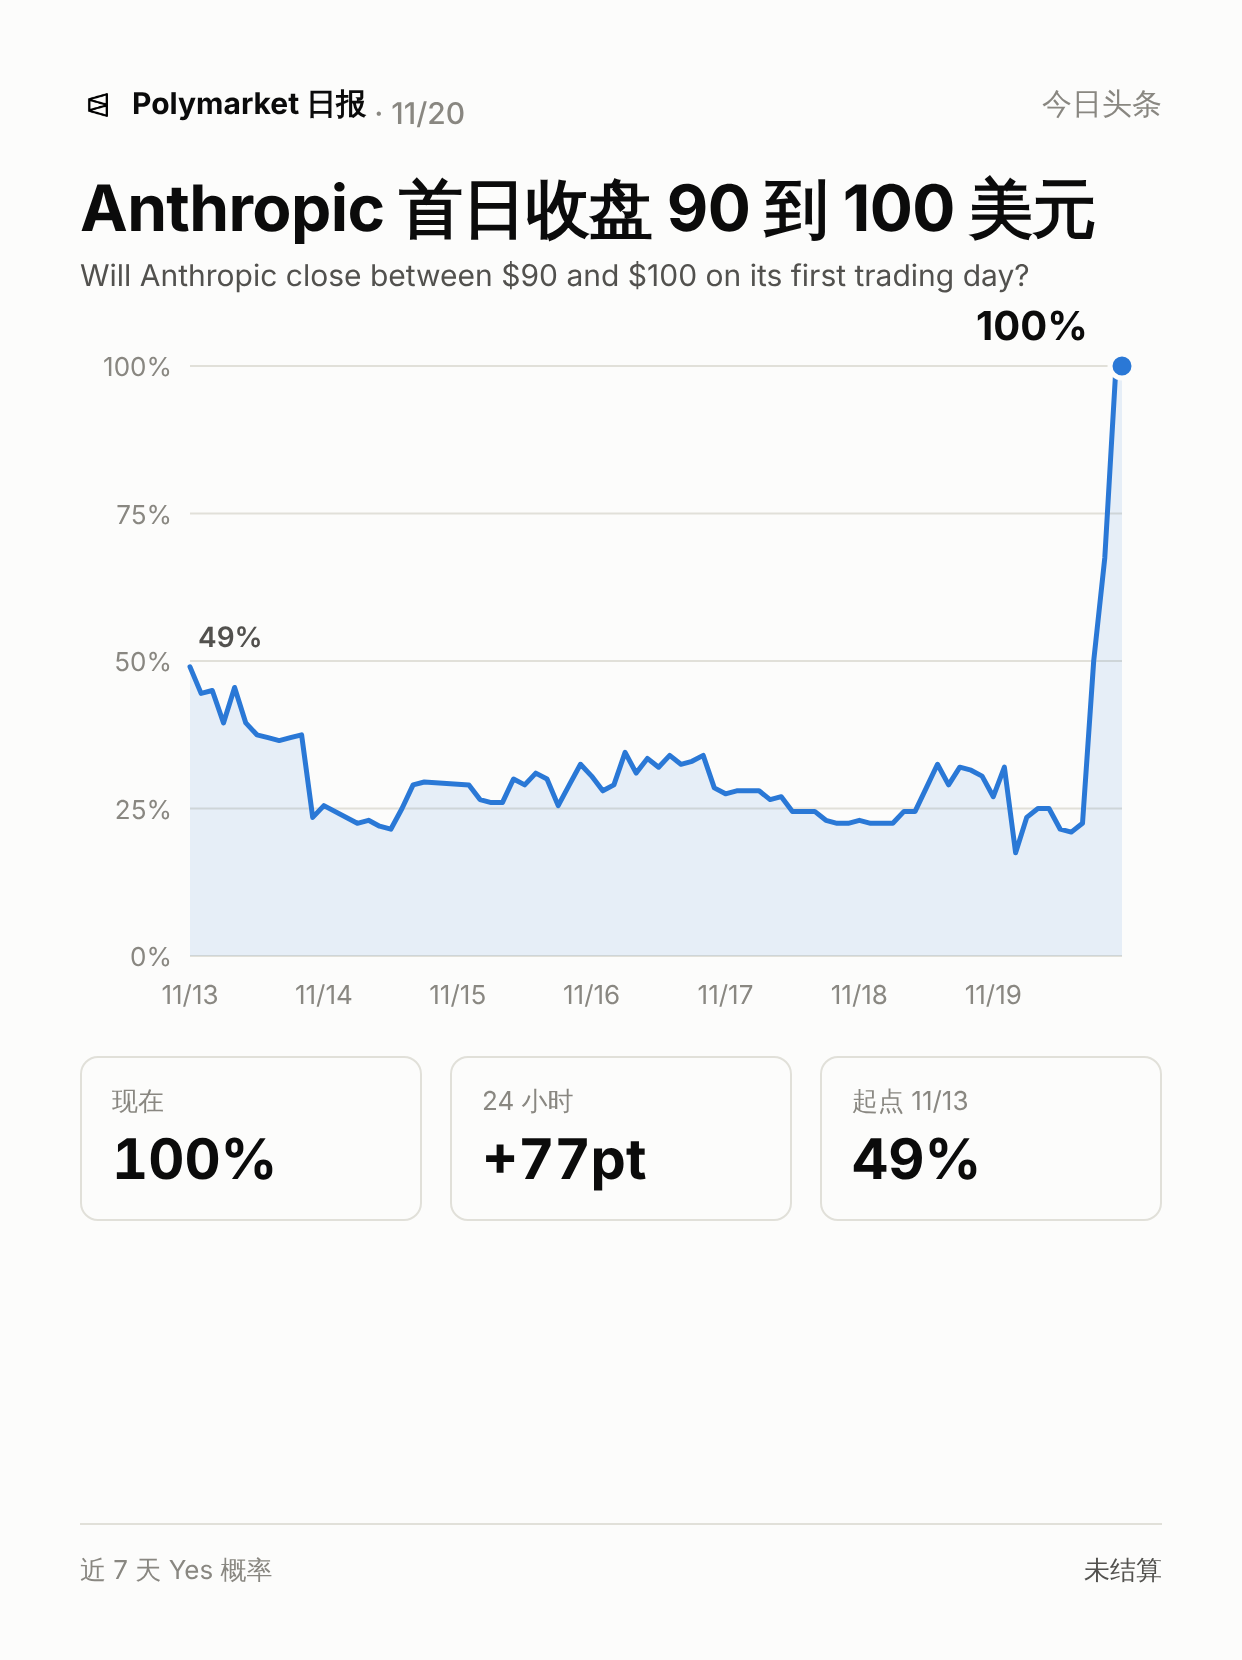 Polymarket 日报 · 11/20
今日头条
Anthropic 首日收盘 90 到 100 美元
Will Anthropic close between $90 and $100 on its first trading day?
100%
100%
75%
49%
50%
25%
0%
11/13 11/14 11/15 11/16 11/17 11/18 11/19
现在
100%
24 小时
+77pt
起点 11/13
49%
近 7 天 Yes 概率
未结算